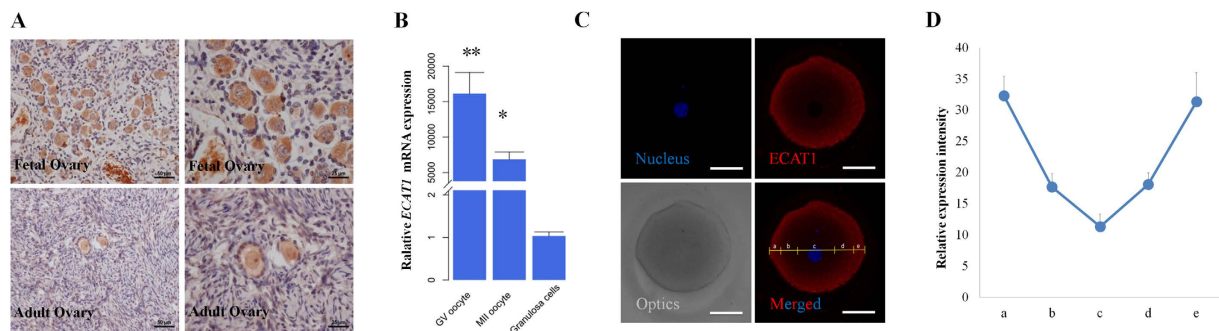 A
Fetal Ovary
50 μm
Fetal Ovary
25 μm
Adult Ovary
50 μm
Adult Ovary
25 μm
B
Ralative ECAT1 mRNA expression
20000
15000
10000
5000
2
1
0
**
*
GV oocyte
MII oocyte
Granulosa cells
C
Nucleus
ECAT1
Optics
a b c d e
Merged
D
Relative expression intensity
40
35
30
25
20
15
10
5
0
a b c d e